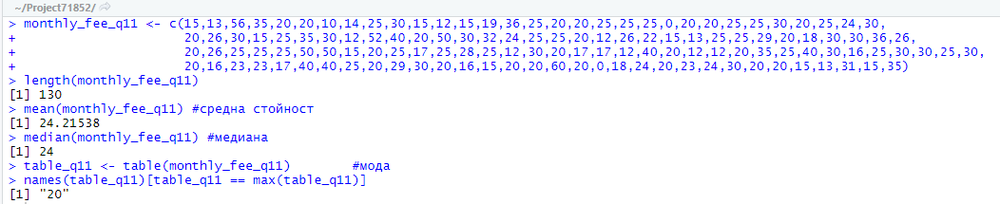 ~/Project71852/
> monthly_fee_q11 <- c(15,13,56,35,20,20,10,14,25,30,15,12,15,19,36,25,20,20,25,25,25,0,20,20,25,25,30,20,25,24,30,
+ 20,26,30,15,25,35,30,12,52,40,20,50,30,32,24,25,25,20,12,26,22,15,13,25,25,29,20,18,30,30,36,26,
+ 20,26,25,25,25,50,50,15,20,25,17,25,28,25,12,30,20,17,17,12,40,20,12,12,20,35,25,40,30,16,25,30,30,25,30,
+ 20,16,23,23,17,40,40,25,20,29,30,20,16,15,20,20,60,20,0,18,24,20,23,24,30,20,20,15,13,31,15,35)
> length(monthly_fee_q11)
[1] 130
> mean(monthly_fee_q11) #средна стойност
[1] 24.21538
> median(monthly_fee_q11) #медиана
[1] 24
> table_q11 <- table(monthly_fee_q11) #мода
> names(table_q11)[table_q11 == max(table_q11)]
[1] "20"